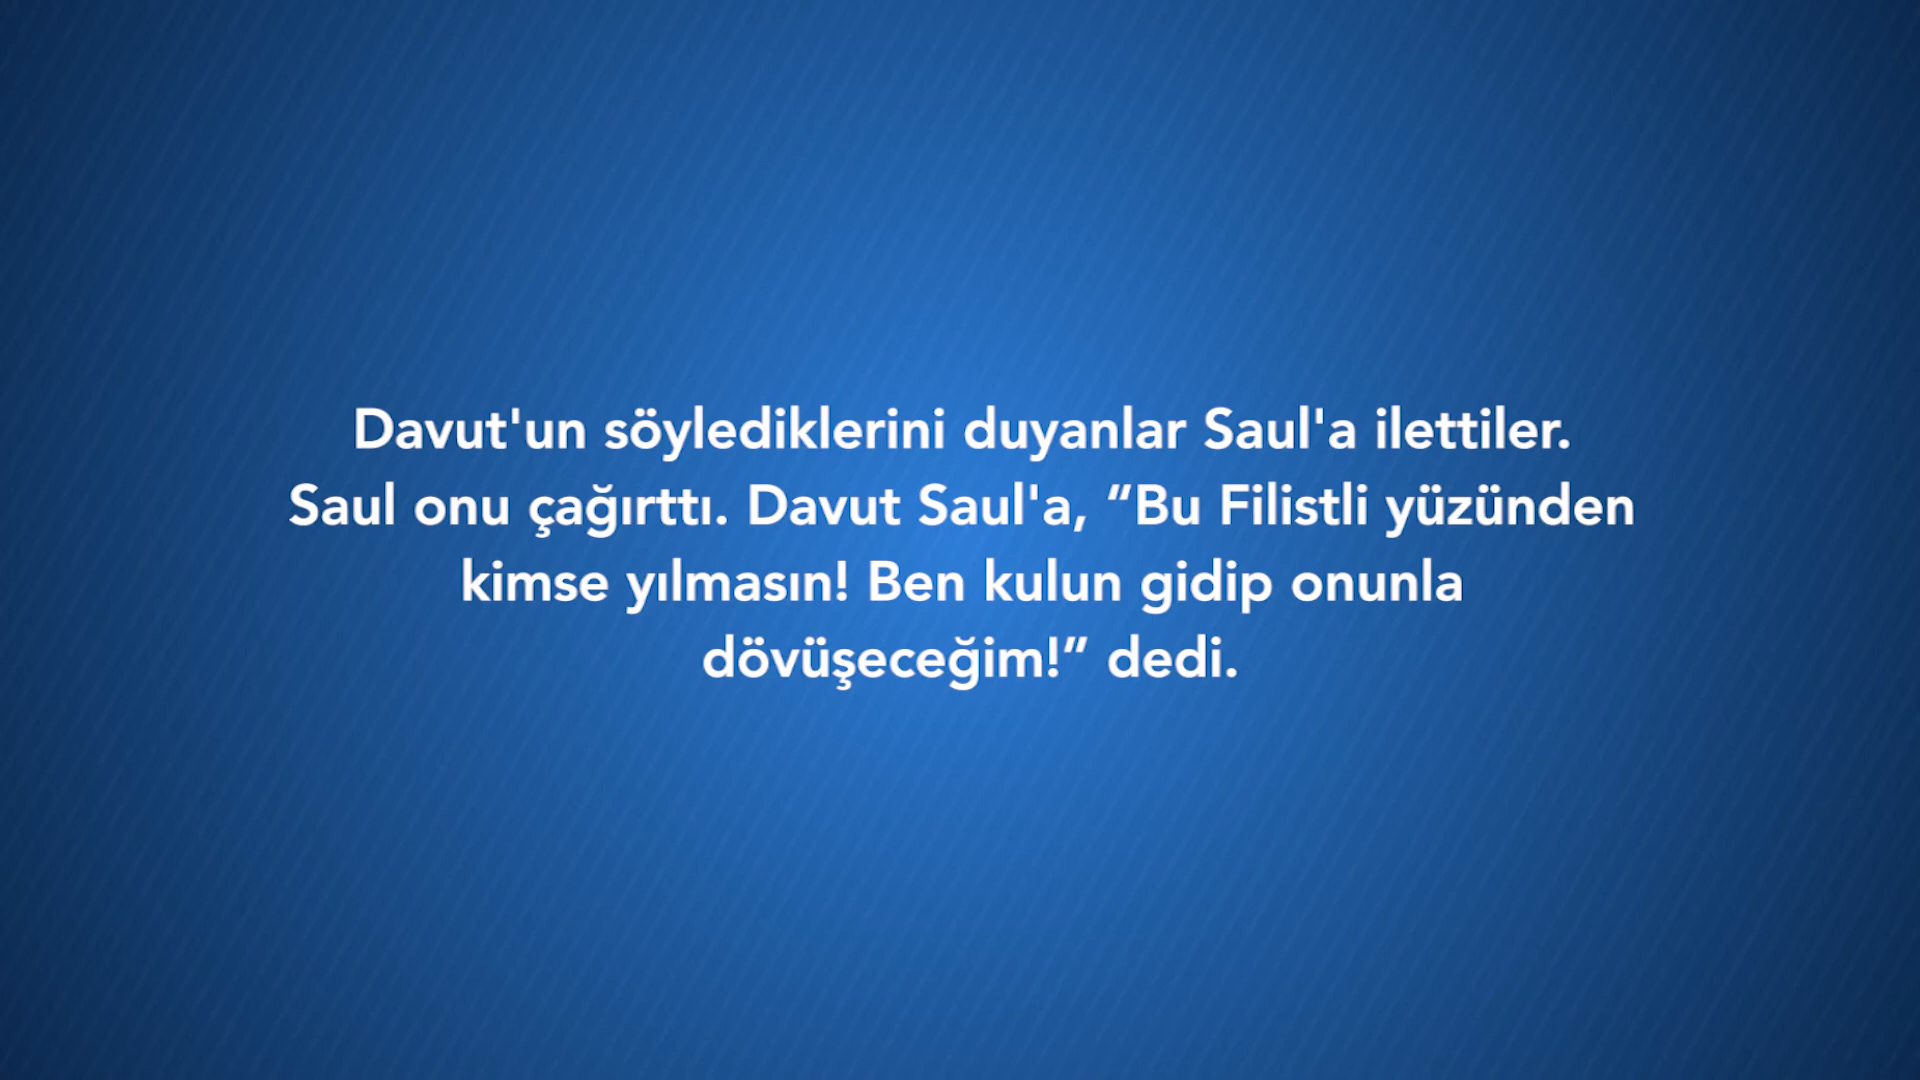 Davut'un söylediklerini duyanlar Saul'a ilettiler.
Saul onu çağırttı. Davut Saul'a, “Bu Filistli yüzünden
kimse yılmasın! Ben kulun gidip onunla
dövüşeceğim!” dedi.